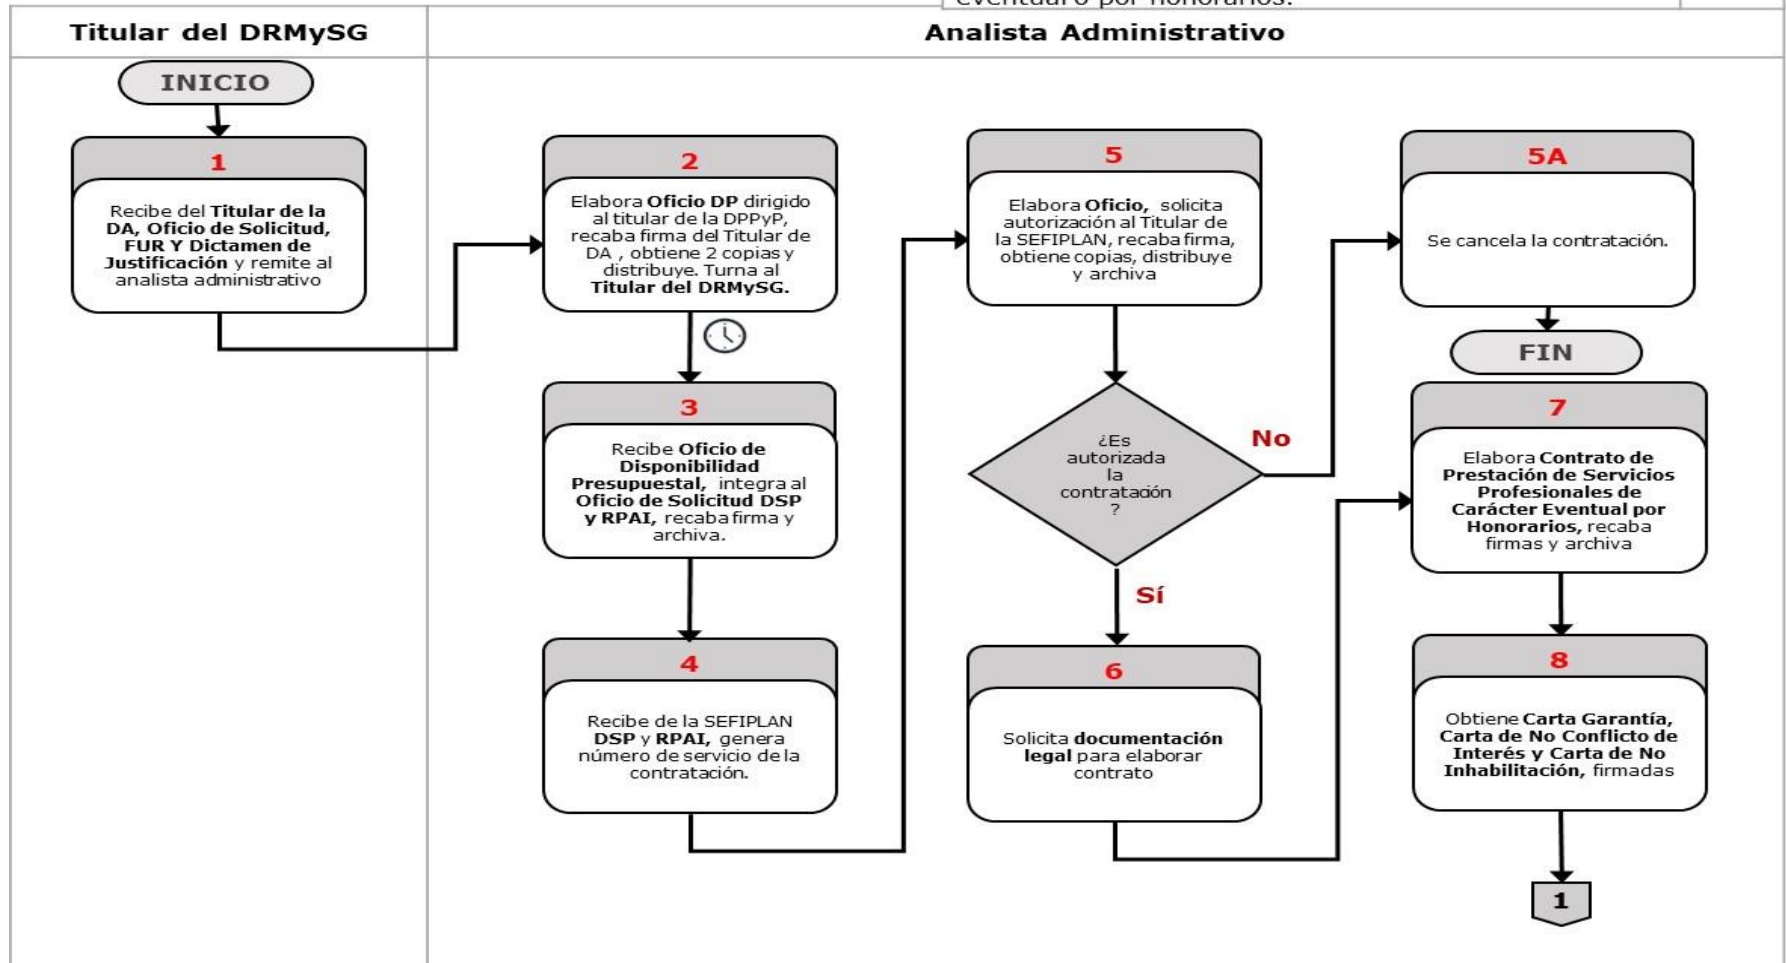 eventual o por honorarios.
Titular del DRMySG
Analista Administrativo
INICIO
1
Recibe del Titular de la
DA, Oficio de Solicitud,
FUR Y Dictamen de
Justificación y remite al
analista administrativo
2
Elabora Oficio DP dirigido
al titular de la DPPyP,
recaba firma del Titular de
DA , obtiene 2 copias y
distribuye. Turna al
Titular del DRMySG.
3
Recibe Oficio de
Disponibilidad
Presupuestal, integra al
Oficio de Solicitud DSP
y RPAI, recaba firma y
archiva.
4
Recibe de la SEFIPLAN
DSP y RPAI, genera
número de servicio de la
contratación.
5
Elabora Oficio, solicita
autorización al Titular de
la SEFIPLAN, recaba firma,
obtiene copias, distribuye
y archiva
¿Es
autorizada
la
contratación
?
No
Sí
5A
Se cancela la contratación.
FIN
6
Solicita documentación
legal para elaborar
contrato
7
Elabora Contrato de
Prestación de Servicios
Profesionales de
Carácter Eventual por
Honorarios, recaba
firmas y archiva
8
Obtiene Carta Garantía,
Carta de No Conflicto de
Interés y Carta de No
Inhabilitación, firmadas
1